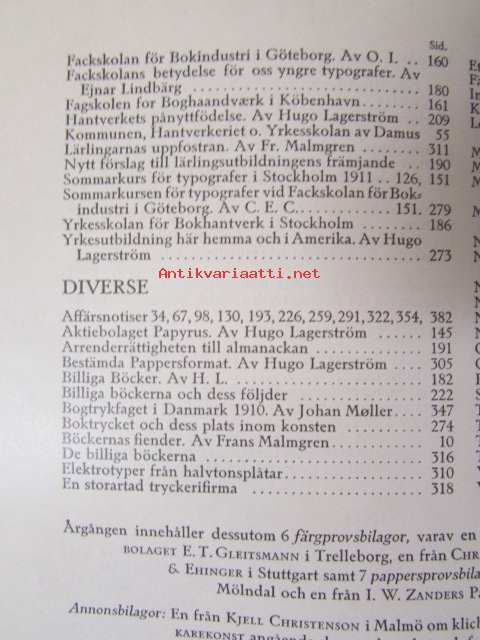 Sid.
Fackskolan för Bokindustri i Göteborg. Av O. I. .. 160
Fackskolans betydelse för oss yngre typografer. Av
Ejnar Lindbärg .......... 180
Fagskolen for Boghaandværk i Köbenhavn ........ 161
Hantverkets pånyttfödelse. Av Hugo Lagerström .. 209
Kommunen, Hantverkeriet o. Yrkesskolan av Damus 55
Lärlingarnas uppfostran. Av Fr. Malmgren ....... 311
Nytt förslag till lärlingsutbildningens främjande .... 190
Sommarkurs för typografer i Stockholm 1911 .. 126, 151
Sommarkursen för typografer vid Fackskolan för Bok-
industri i Göteborg. Av C. E. C. ............ 151. 279
Yrkesskolan för Bokhantverk i Stockholm ........ 186
Yrkesutbildning här hemma och i Amerika. Av Hugo
Lagerström .......... 273
Antikvariaatti.net
DIVERSE
Affärsnotiser 34, 67, 98, 130, 193, 226, 259, 291, 322, 354, 382
Aktiebolaget Papyrus. Av Hugo Lagerström ...... 145
Arrenderrättigheten till almanackan ............ 191
Bestämda Pappersformat. Av Hugo Lagerström .... 305
Billiga Böcker. Av H. L. .......... 182
Billiga böckerna och dess följder .............. 222
Bogtrykfaget i Danmark 1910. Av Johan Møller .... 347
Boktrycket och dess plats inom konsten .......... 274
Böckernas fiender. Av Frans Malmgren .......... 10
De billiga böckerna .......... 316
Elektrotyper från halvtonsplåtar ................ 310
En storartad tryckerifirma .......... 318
Årgången innehåller dessutom 6 färgprovsbilagor, varav en
BOLAGET E. T. GLEITSMANN i Trelleborg, en från CHR
& EHINGER i Stuttgart samt 7 pappersprovsbila
Mölndal och en från I. W. ZANDERS Pa
Annonsbilagor: En från KJELL CHRISTENSON i Malmö om klich
KAREKONST angående